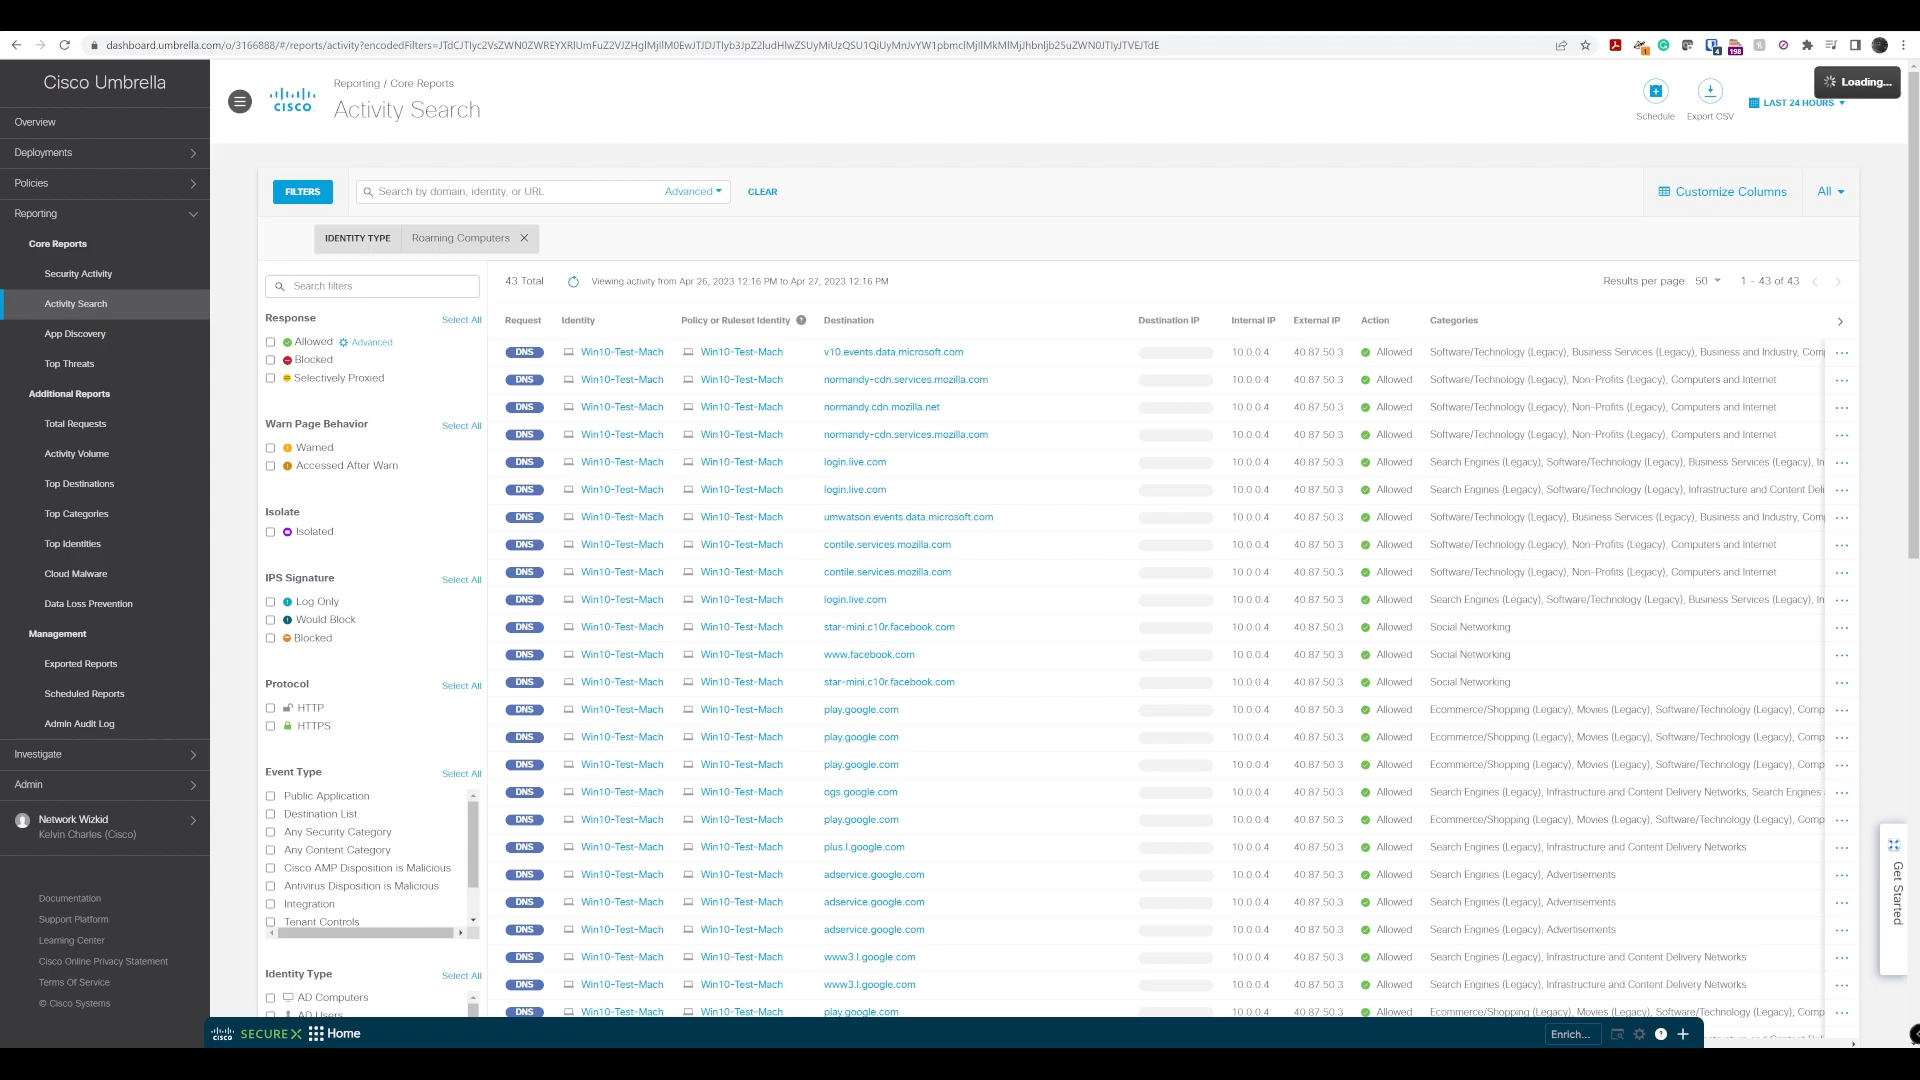 dashboard.umbrella.com/o/3166888/#/reports/activity?encodedFilters=JTdCJTIyc2VsZWN0ZWREYXRlUmFuZ2VJZHglMjIlM0EwJTJDJTIyb3JpZ2ludHlwZSUyMiUzQSU1QiUyMnJvYW1pbmclMjIlMkMlMjJhbnljb25uZWN0JTIyJTVEJTdE
4
198
Cisco Umbrella
Overview
Deployments
Policies
Reporting
Core Reports
Security Activity
Activity Search
App Discovery
Top Threats
Additional Reports
Total Requests
Activity Volume
Top Destinations
Top Categories
Top Identities
Cloud Malware
Data Loss Prevention
Management
Exported Reports
Scheduled Reports
Admin Audit Log
Investigate
Admin
Network Wizkid
Kelvin Charles (Cisco)
Documentation
Support Platform
Learning Center
Cisco Online Privacy Statement
Terms Of Service
© Cisco Systems
CISCO
Reporting / Core Reports
Activity Search
Schedule
Export CSV
LAST 24 HOURS
Loading...
FILTERS
Search by domain, identity, or URL
Advanced
CLEAR
Customize Columns
All
IDENTITY TYPE Roaming Computers
Search filters
Response Select All
Allowed Advanced
Blocked
Selectively Proxied
Warn Page Behavior Select All
Warned
Accessed After Warn
Isolate
Isolated
IPS Signature Select All
Log Only
Would Block
Blocked
Protocol Select All
HTTP
HTTPS
Event Type Select All
Public Application
Destination List
Any Security Category
Any Content Category
Cisco AMP Disposition is Malicious
Antivirus Disposition is Malicious
Integration
Tenant Controls
Identity Type Select All
AD Computers
AD Users
43 Total Viewing activity from Apr 26, 2023 12:16 PM to Apr 27, 2023 12:16 PM Results per page: 50 1 - 43 of 43
Request Identity Policy or Ruleset Identity Destination Destination IP Internal IP External IP Action Categories
DNS Win10-Test-Mach Win10-Test-Mach v10.events.data.microsoft.com 10.0.0.4 40.87.50.3 Allowed Software/Technology (Legacy), Business Services (Legacy), Business and Industry, Com
DNS Win10-Test-Mach Win10-Test-Mach normandy-cdn.services.mozilla.com 10.0.0.4 40.87.50.3 Allowed Software/Technology (Legacy), Non-Profits (Legacy), Computers and Internet
DNS Win10-Test-Mach Win10-Test-Mach normandy.cdn.mozilla.net 10.0.0.4 40.87.50.3 Allowed Software/Technology (Legacy), Non-Profits (Legacy), Computers and Internet
DNS Win10-Test-Mach Win10-Test-Mach normandy-cdn.services.mozilla.com 10.0.0.4 40.87.50.3 Allowed Software/Technology (Legacy), Non-Profits (Legacy), Computers and Internet
DNS Win10-Test-Mach Win10-Test-Mach login.live.com 10.0.0.4 40.87.50.3 Allowed Search Engines (Legacy), Software/Technology (Legacy), Business Services (Legacy), In
DNS Win10-Test-Mach Win10-Test-Mach login.live.com 10.0.0.4 40.87.50.3 Allowed Search Engines (Legacy), Software/Technology (Legacy), Infrastructure and Content Deli
DNS Win10-Test-Mach Win10-Test-Mach umwatson.events.data.microsoft.com 10.0.0.4 40.87.50.3 Allowed Software/Technology (Legacy), Business Services (Legacy), Business and Industry, Com
DNS Win10-Test-Mach Win10-Test-Mach contile.services.mozilla.com 10.0.0.4 40.87.50.3 Allowed Software/Technology (Legacy), Non-Profits (Legacy), Computers and Internet
DNS Win10-Test-Mach Win10-Test-Mach contile.services.mozilla.com 10.0.0.4 40.87.50.3 Allowed Software/Technology (Legacy), Non-Profits (Legacy), Computers and Internet
DNS Win10-Test-Mach Win10-Test-Mach login.live.com 10.0.0.4 40.87.50.3 Allowed Search Engines (Legacy), Software/Technology (Legacy), Business Services (Legacy), In
DNS Win10-Test-Mach Win10-Test-Mach star-mini.c10r.facebook.com 10.0.0.4 40.87.50.3 Allowed Social Networking
DNS Win10-Test-Mach Win10-Test-Mach www.facebook.com 10.0.0.4 40.87.50.3 Allowed Social Networking
DNS Win10-Test-Mach Win10-Test-Mach star-mini.c10r.facebook.com 10.0.0.4 40.87.50.3 Allowed Social Networking
DNS Win10-Test-Mach Win10-Test-Mach play.google.com 10.0.0.4 40.87.50.3 Allowed Ecommerce/Shopping (Legacy), Movies (Legacy), Software/Technology (Legacy), Comp
DNS Win10-Test-Mach Win10-Test-Mach play.google.com 10.0.0.4 40.87.50.3 Allowed Ecommerce/Shopping (Legacy), Movies (Legacy), Software/Technology (Legacy), Comp
DNS Win10-Test-Mach Win10-Test-Mach play.google.com 10.0.0.4 40.87.50.3 Allowed Ecommerce/Shopping (Legacy), Movies (Legacy), Software/Technology (Legacy), Comp
DNS Win10-Test-Mach Win10-Test-Mach ogs.google.com 10.0.0.4 40.87.50.3 Allowed Search Engines (Legacy), Infrastructure and Content Delivery Networks, Search Engines
DNS Win10-Test-Mach Win10-Test-Mach play.google.com 10.0.0.4 40.87.50.3 Allowed Ecommerce/Shopping (Legacy), Movies (Legacy), Software/Technology (Legacy), Comp
DNS Win10-Test-Mach Win10-Test-Mach plus.l.google.com 10.0.0.4 40.87.50.3 Allowed Search Engines (Legacy), Infrastructure and Content Delivery Networks
DNS Win10-Test-Mach Win10-Test-Mach adservice.google.com 10.0.0.4 40.87.50.3 Allowed Search Engines (Legacy), Advertisements
DNS Win10-Test-Mach Win10-Test-Mach adservice.google.com 10.0.0.4 40.87.50.3 Allowed Search Engines (Legacy), Advertisements
DNS Win10-Test-Mach Win10-Test-Mach adservice.google.com 10.0.0.4 40.87.50.3 Allowed Search Engines (Legacy), Advertisements
DNS Win10-Test-Mach Win10-Test-Mach www3.l.google.com 10.0.0.4 40.87.50.3 Allowed Search Engines (Legacy), Infrastructure and Content Delivery Networks
DNS Win10-Test-Mach Win10-Test-Mach www3.l.google.com 10.0.0.4 40.87.50.3 Allowed Search Engines (Legacy), Infrastructure and Content Delivery Networks
DNS Win10-Test-Mach Win10-Test-Mach play.google.com 10.0.0.4 40.87.50.3 Allowed Ecommerce/Shopping (Legacy), Movies (Legacy), Software/Technology (Legacy), Comp
Get Started
CISCO SECUREX Home
Enrich...